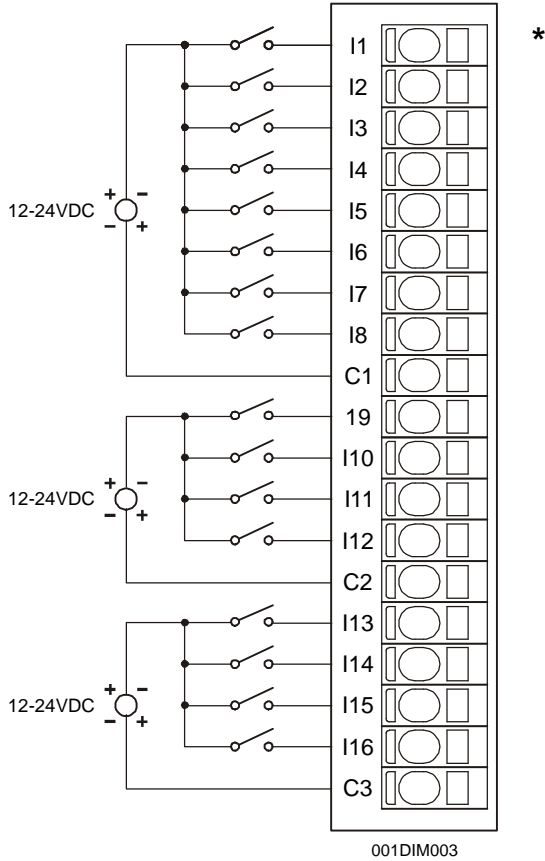 I1 *
I2
I3
I4
+ –
12-24VDC I5
– +
I6
I7
I8
C1
19
I10
+ –
12-24VDC I11
– +
I12
C2
I13
I14
+ –
12-24VDC I15
– +
I16
C3
001DIM003